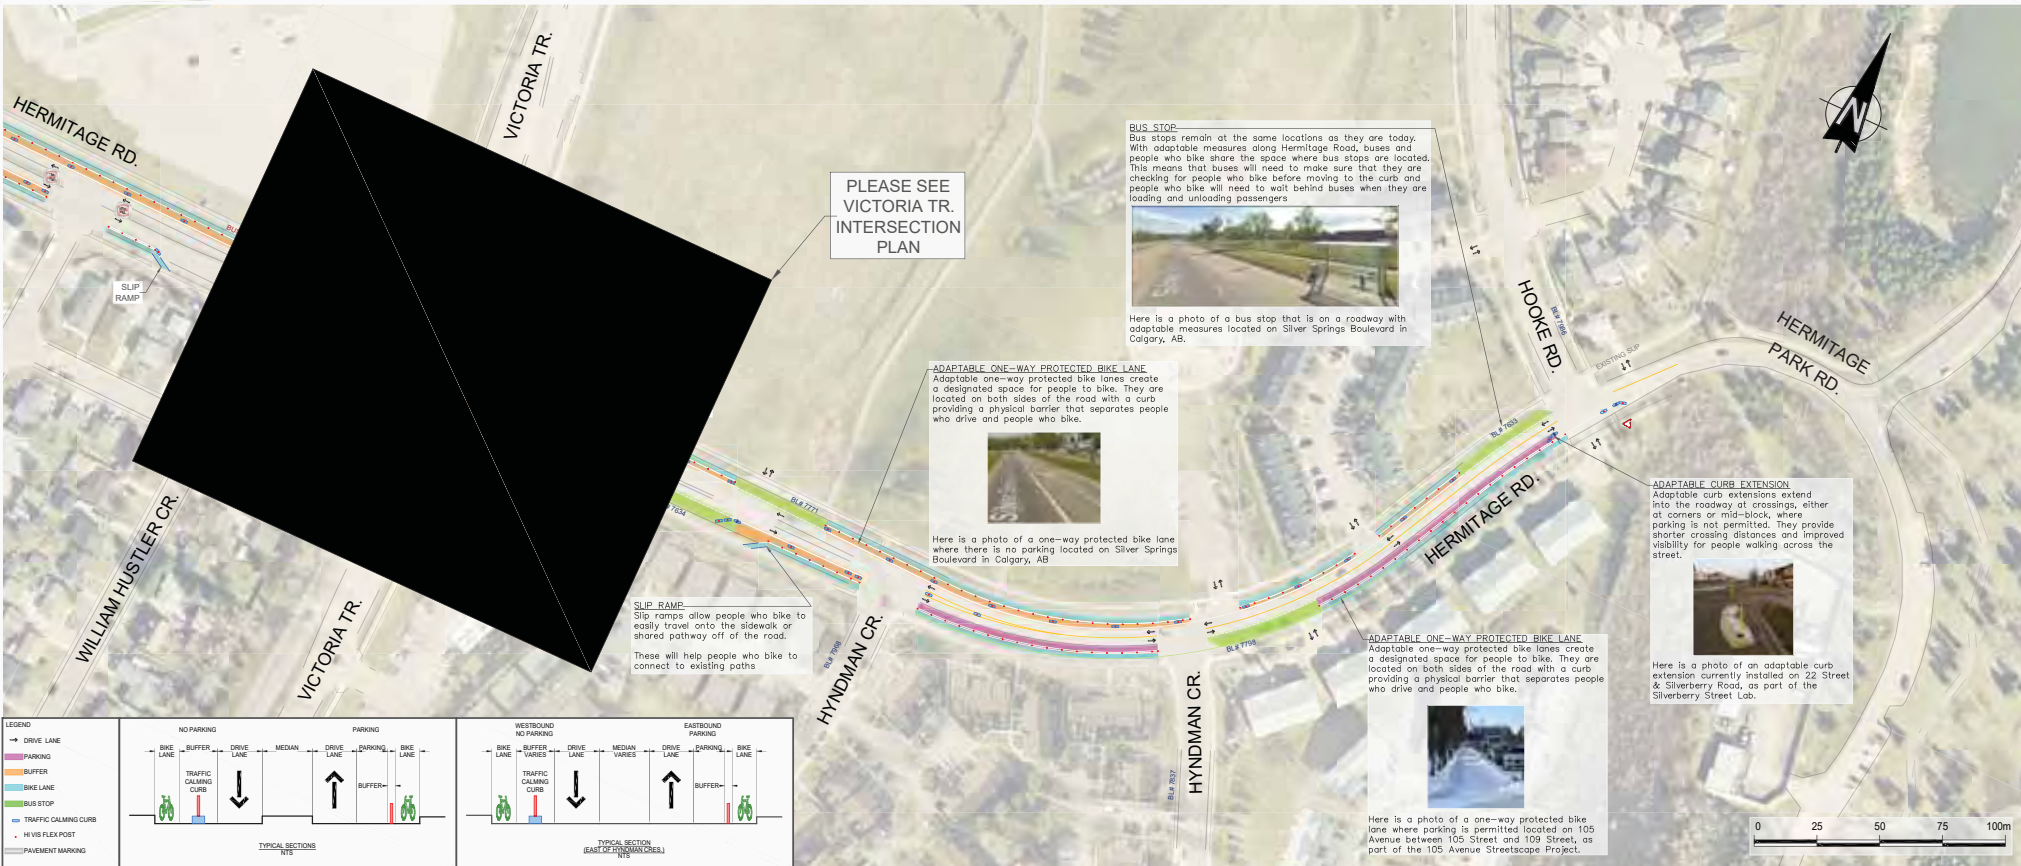 HERMITAGE RD.
VICTORIA TR.
SLIP
RAMP
PLEASE SEE
VICTORIA TR.
INTERSECTION
PLAN
BUS STOP
Bus stops remain at the same locations as they are today.
With adaptable measures along Hermitage Road, buses and
people who bike share the space where bus stops are located.
This means that buses will need to make sure that they are
checking for people who bike before moving to the curb and
people who bike will need to wait behind buses when they are
loading and unloading passengers
Here is a photo of a bus stop that is on a roadway with
adaptable measures located on Silver Springs Boulevard in
Calgary, AB.
N
HOOKE RD.
BL# 7966
EXISTING SUP
HERMITAGE
PARK RD.
ADAPTABLE ONE-WAY PROTECTED BIKE LANE
Adaptable one-way protected bike lanes create
a designated space for people to bike. They are
located on both sides of the road with a curb
providing a physical barrier that separates people
who drive and people who bike.
Here is a photo of a one-way protected bike lane
where there is no parking located on Silver Springs
Boulevard in Calgary, AB
BL# 7633
HERMITAGE RD.
BL# 7771
7634
ADAPTABLE CURB EXTENSION
Adaptable curb extensions extend
into the roadway at crossings, either
at corners or mid-block, where
parking is not permitted. They provide
shorter crossing distances and improved
visibility for people walking across the
street.
Here is a photo of an adaptable curb
extension currently installed on 22 Street
& Silverberry Road, as part of the
Silverberry Street Lab.
WILLIAM HUSTLER CR.
VICTORIA TR.
SLIP RAMP
Slip ramps allow people who bike to
easily travel onto the sidewalk or
shared pathway off of the road.
These will help people who bike to
connect to existing paths
HYNDMAN CR.
BL# 7798
ADAPTABLE ONE-WAY PROTECTED BIKE LANE
Adaptable one-way protected bike lanes create
a designated space for people to bike. They are
located on both sides of the road with a curb
providing a physical barrier that separates people
who drive and people who bike.
Here is a photo of a one-way protected bike
lane where parking is permitted located on 105
Avenue between 105 Street and 109 Street, as
part of the 105 Avenue Streetscape Project.
HYNDMAN CR.
BL# 7837
LEGEND
DRIVE LANE
PARKING
BUFFER
BIKE LANE
BUS STOP
TRAFFIC CALMING CURB
HI VIS FLEX POST
PAVEMENT MARKING
NO PARKING
PARKING
BIKE
LANE
BUFFER
DRIVE
LANE
MEDIAN
DRIVE
LANE
PARKING
BIKE
LANE
TRAFFIC
CALMING
CURB
BUFFER
TYPICAL SECTIONS
NTS
WESTBOUND
NO PARKING
EASTBOUND
PARKING
BIKE
LANE
BUFFER
VARIES
DRIVE
LANE
MEDIAN
VARIES
DRIVE
LANE
PARKING
BIKE
LANE
TRAFFIC
CALMING
CURB
BUFFER
TYPICAL SECTION
(EAST OF HYNDMAN CRES.)
NTS
0 25 50 75 100m